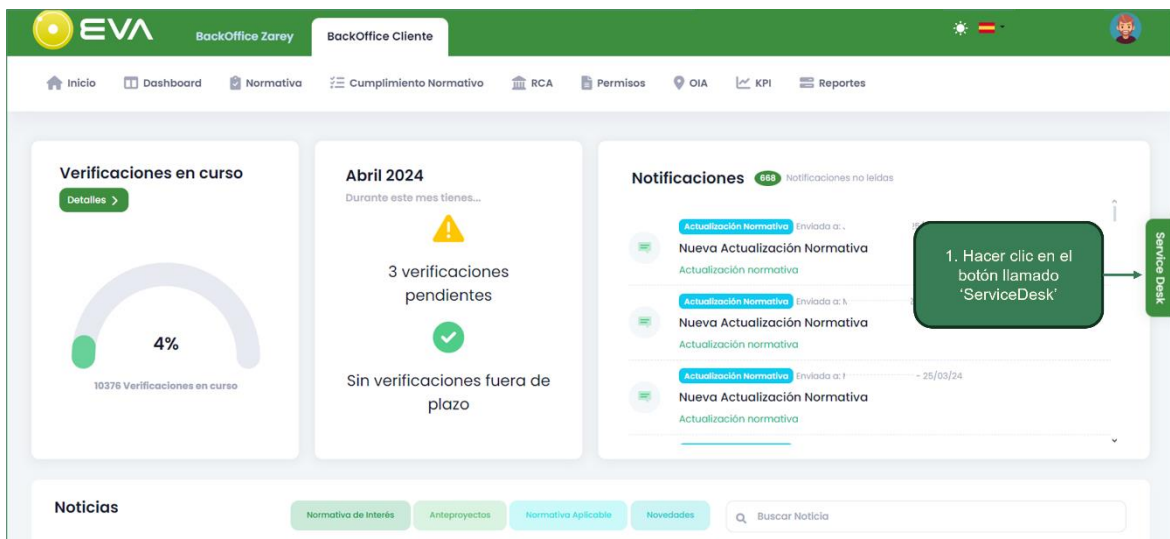 EVA
BackOffice Zarey
BackOffice Cliente
Inicio
Dashboard
Normativa
Cumplimiento Normativo
RCA
Permisos
OIA
KPI
Reportes
Verificaciones en curso
Detalles >
4%
10376 Verificaciones en curso
Abril 2024
Durante este mes tienes...
3 verificaciones
pendientes
Sin verificaciones fuera de
plazo
Notificaciones 668 Notificaciones no leidas
Actualización Normativa Enviada a:
Nueva Actualización Normativa
Actualización normativa
Actualización Normativa Enviada a:
Nueva Actualización Normativa
Actualización normativa
Actualización Normativa Enviada a: - 25/03/24
Nueva Actualización Normativa
Actualización normativa
1. Hacer clic en el
botón llamado
‘ServiceDesk’
Service Desk
Noticias
Normativa de Interés
Anteproyectos
Normativa Aplicable
Novedades
Buscar Noticia